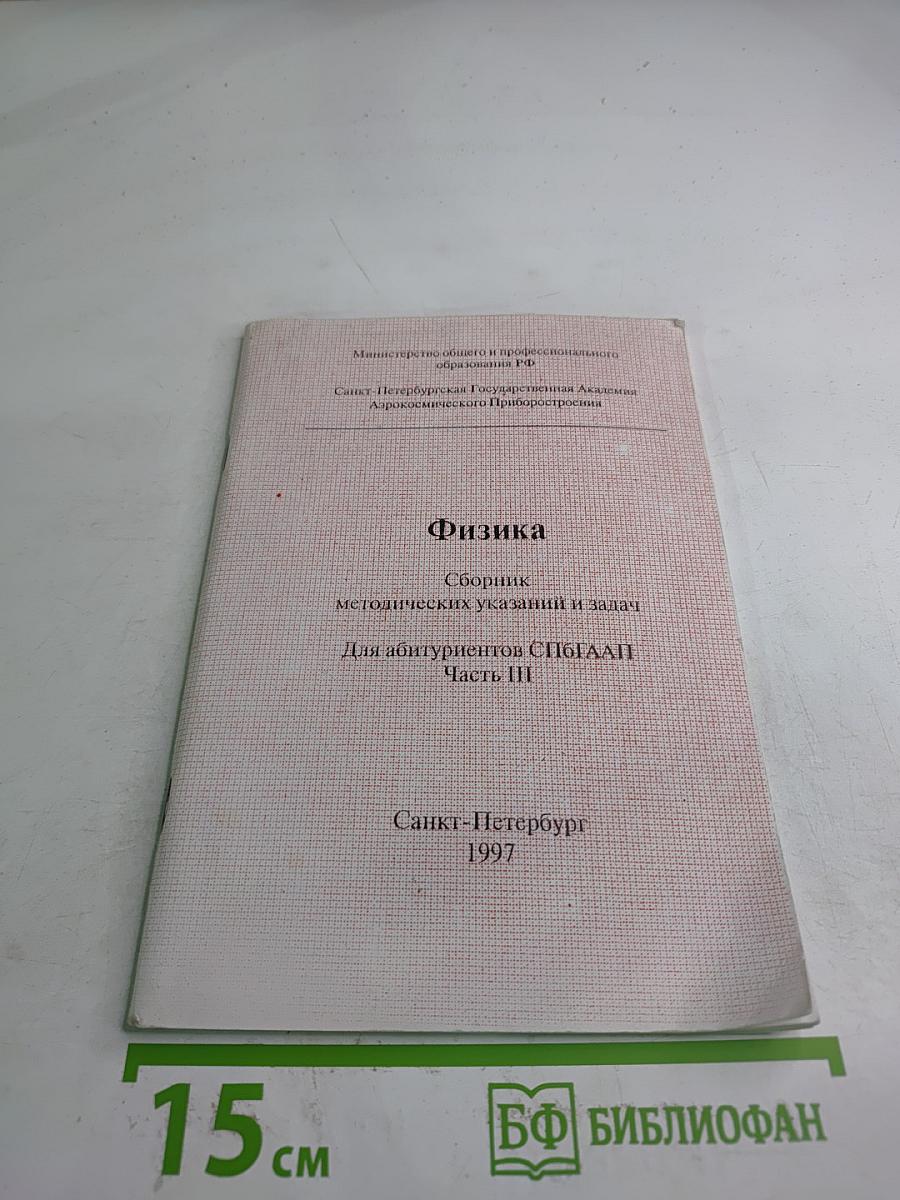 Министерство общего и профессионального
образования РФ
Санкт-Петербургская Государственная Академия
Аэрокосмического Приборостроения
Физика
Сборник
методических указаний и задач
Для абитуриентов СПбГААП
Часть III
Санкт-Петербург
1997
15 см
БФ БИБЛИОФАН